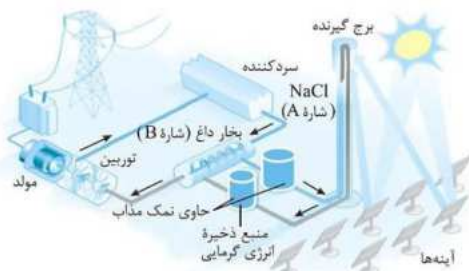 برج گیرنده
سردکننده
NaCl
(شارهٔ A)
بخار داغ (شارهٔ B)
توربین
مولد
حاوی نمک مذاب
منبع ذخیرهٔ
انرژی گرمایی
آینه‌ها